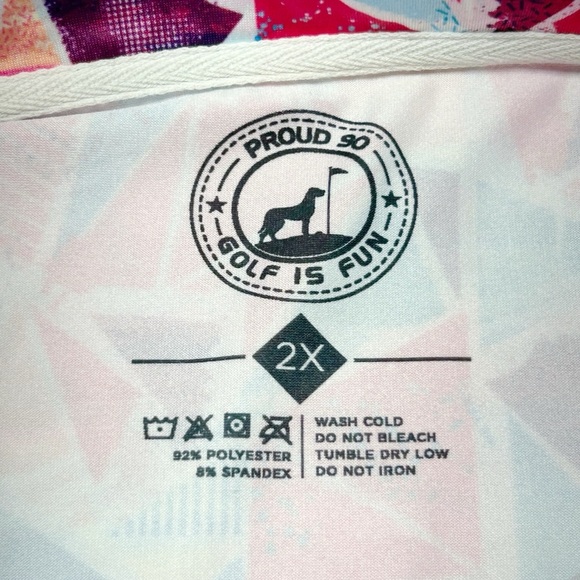 PROUD 90
GOLF IS FUN
2X
92% POLYESTER
8% SPANDEX
WASH COLD
DO NOT BLEACH
TUMBLE DRY LOW
DO NOT IRON